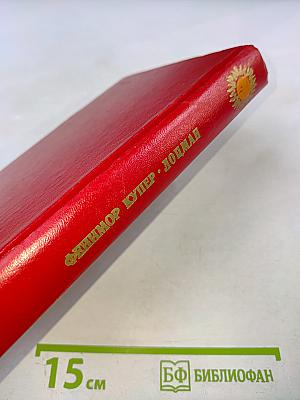 ФЕНИМОР КУПЕР · ЛОЦМАН
15 см
БФ БИБЛИОФАН